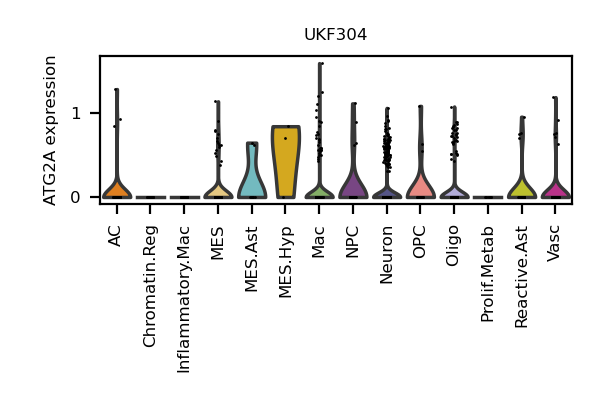 UKF304
ATG2A expression
1
0
AC
Chromatin.Reg
Inflammatory.Mac
MES
MES.Ast
MES.Hyp
Mac
NPC
Neuron
OPC
Oligo
Prolif.Metab
Reactive.Ast
Vasc